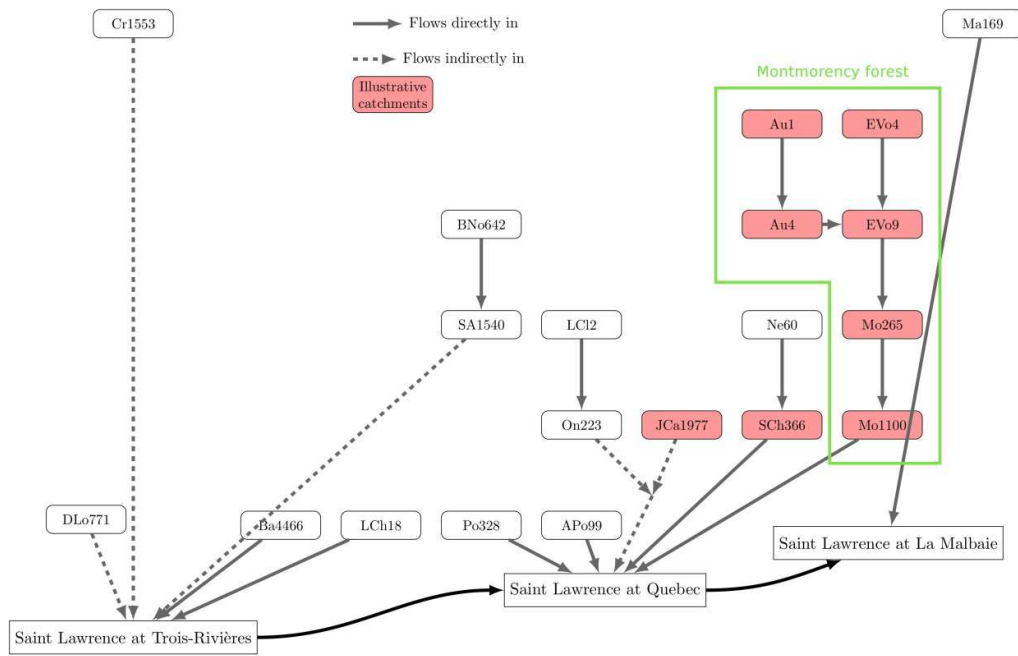 Cr1553
Flows directly in
Ma169
Flows indirectly in
Illustrative
catchments
Montmorency forest
Au1
EVo4
BNo642
Au4
EVo9
SA1540
LCl2
Ne60
Mo265
On223
JCa1977
SCh366
Mo1100
DLo771
Ba4466
LCh18
Po328
APo99
Saint Lawrence at La Malbaie
Saint Lawrence at Quebec
Saint Lawrence at Trois-Rivières